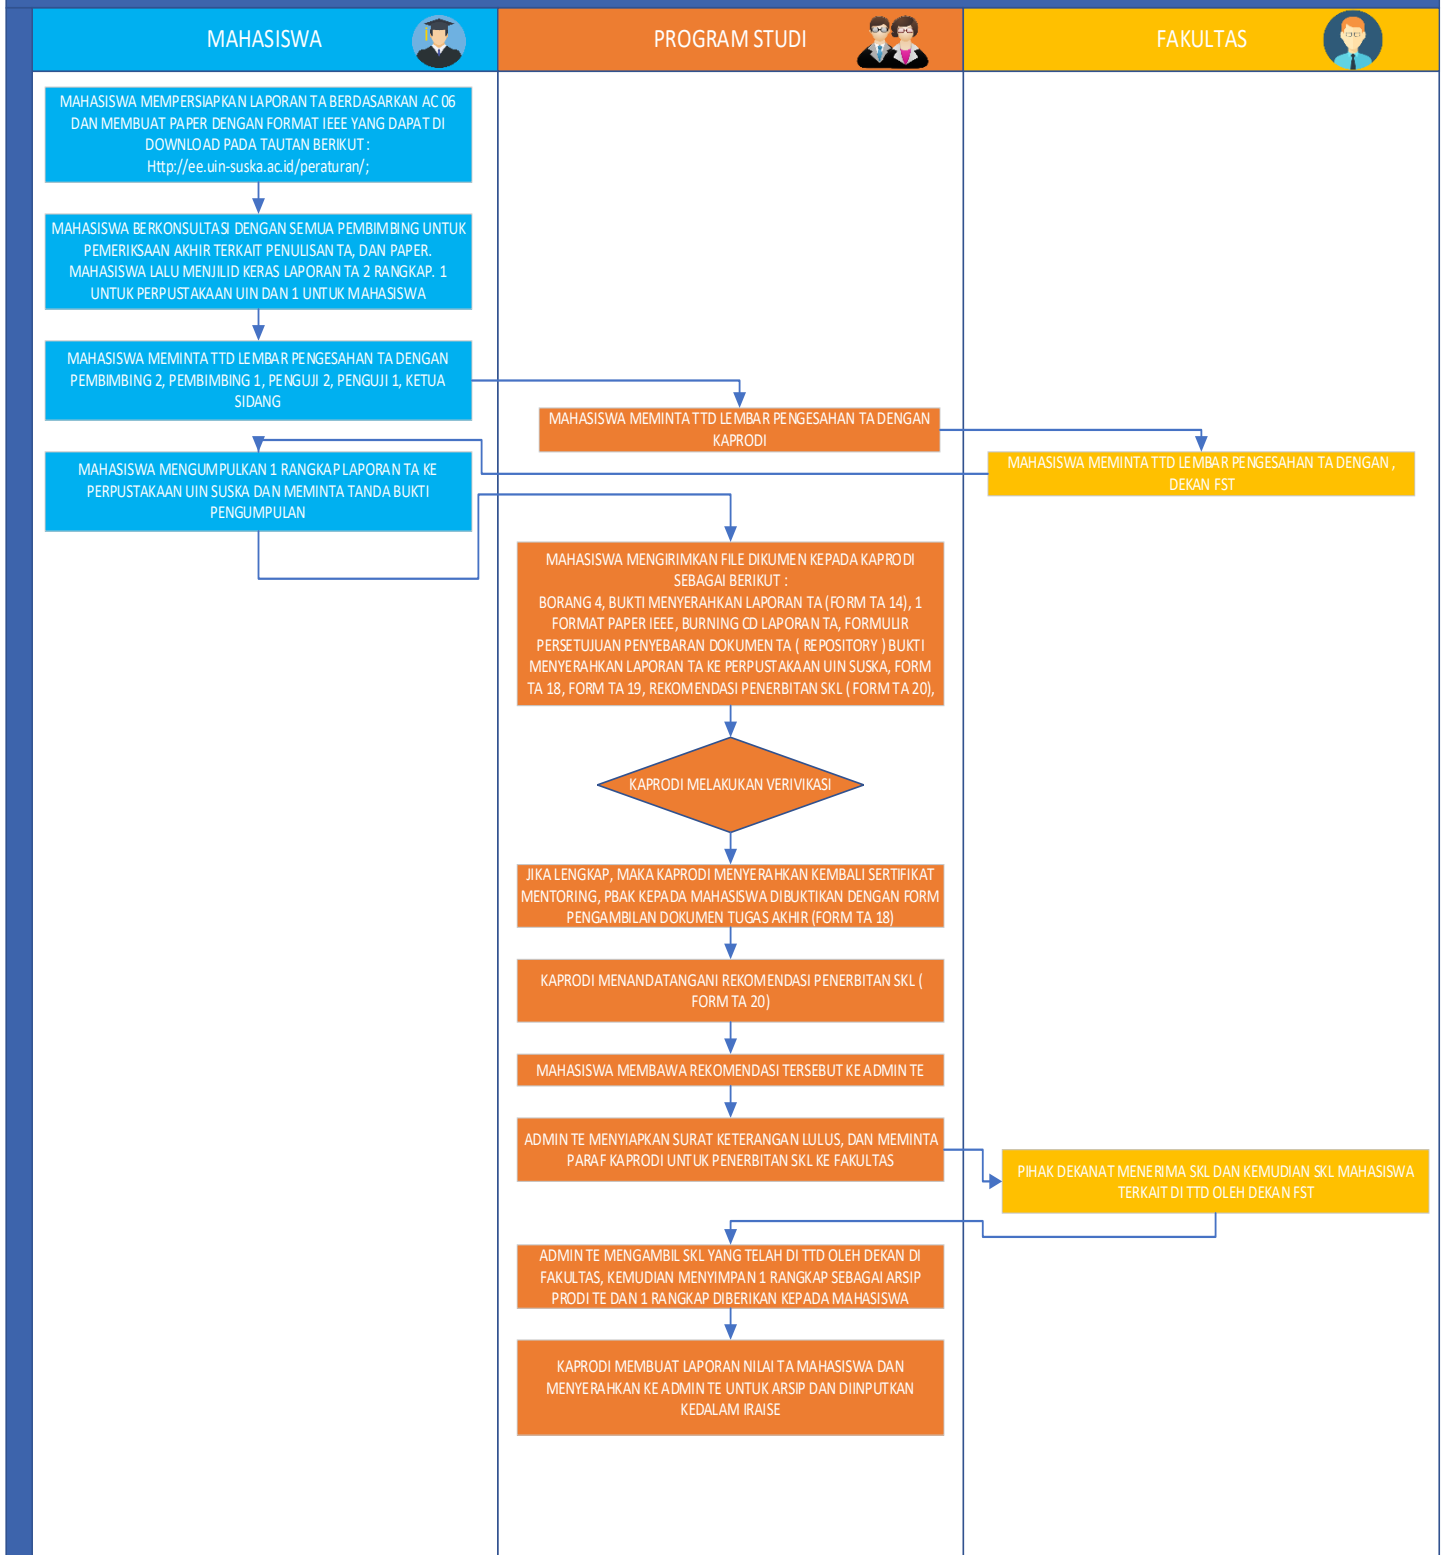 MAHASISWA
PROGRAM STUDI
FAKULTAS
MAHASISWA MEMPERSIAPKAN LAPORAN TA BERDASARKAN AC 06
DAN MEMBUAT PAPER DENGAN FORMAT IEEE YANG DAPAT DI
DOWNLOAD PADA TAUTAN BERIKUT :
Http://ee.uin-suska.ac.id/peraturan/;
MAHASISWA BERKONSULTASI DENGAN SEMUA PEMBIMBING UNTUK
PEMERIKSAAN AKHIR TERKAIT PENULISAN TA, DAN PAPER.
MAHASISWA LALU MENJILID KERAS LAPORAN TA 2 RANGKAP. 1
UNTUK PERPUSTAKAAN UIN DAN 1 UNTUK MAHASISWA
MAHASISWA MEMINTA TTD LEMBAR PENGESAHAN TA DENGAN
PEMBIMBING 2, PEMBIMBING 1, PENGUJI 2, PENGUJI 1, KETUA
SIDANG
MAHASISWA MEMINTA TTD LEMBAR PENGESAHAN TA DENGAN
KAPRODI
MAHASISWA MEMINTA TTD LEMBAR PENGESAHAN TA DENGAN ,
DEKAN FST
MAHASISWA MENGUMPULKAN 1 RANGKAP LAPORAN TA KE
PERPUSTAKAAN UIN SUSKA DAN MEMINTA TANDA BUKTI
PENGUMPULAN
MAHASISWA MENGIRIMKAN FILE DIKUMEN KEPADA KAPRODI
SEBAGAI BERIKUT :
BORANG 4, BUKTI MENYERAHKAN LAPORAN TA (FORM TA 14), 1
FORMAT PAPER IEEE, BURNING CD LAPORAN TA, FORMULIR
PERSETUJUAN PENYEBARAN DOKUMEN TA ( REPOSITORY ) BUKTI
MENYERAHKAN LAPORAN TA KE PERPUSTAKAAN UIN SUSKA, FORM
TA 18, FORM TA 19, REKOMENDASI PENERBITAN SKL ( FORM TA 20),
KAPRODI MELAKUKAN VERIVIKASI
JIKA LENGKAP, MAKA KAPRODI MENYERAHKAN KEMBALI SERTIFIKAT
MENTORING, PBAK KEPADA MAHASISWA DIBUKTIKAN DENGAN FORM
PENGAMBILAN DOKUMEN TUGAS AKHIR (FORM TA 18)
KAPRODI MENANDATANGANI REKOMENDASI PENERBITAN SKL (
FORM TA 20)
MAHASISWA MEMBAWA REKOMENDASI TERSEBUT KE ADMIN TE
ADMIN TE MENYIAPKAN SURAT KETERANGAN LULUS, DAN MEMINTA
PARAF KAPRODI UNTUK PENERBITAN SKL KE FAKULTAS
PIHAK DEKANAT MENERIMA SKL DAN KEMUDIAN SKL MAHASISWA
TERKAIT DI TTD OLEH DEKAN FST
ADMIN TE MENGAMBIL SKL YANG TELAH DI TTD OLEH DEKAN DI
FAKULTAS, KEMUDIAN MENYIMPAN 1 RANGKAP SEBAGAI ARSIP
PRODI TE DAN 1 RANGKAP DIBERIKAN KEPADA MAHASISWA
KAPRODI MEMBUAT LAPORAN NILAI TA MAHASISWA DAN
MENYERAHKAN KE ADMIN TE UNTUK ARSIP DAN DIINPUTKAN
KEDALAM IRAISE